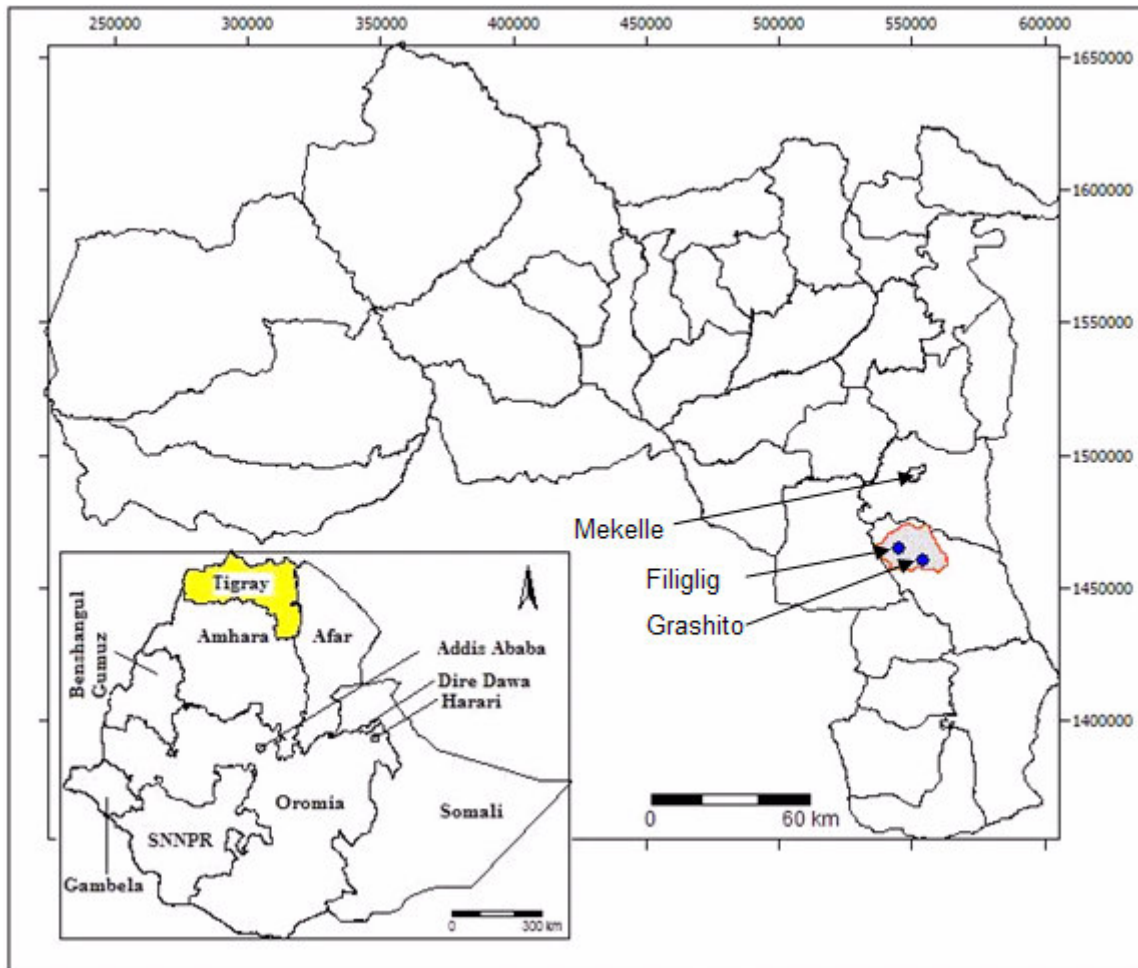 250000 300000 350000 400000 450000 500000 550000 600000
1650000
1600000
1550000
1500000
1450000
1400000
Mekelle
Filiglig
Grashito
0 60 km
Tigray
Amhara
Afar
Benshangul
Gumuz
Addis Ababa
Dire Dawa
Harari
Oromia
Somali
SNNPR
Gambela
0 300 km